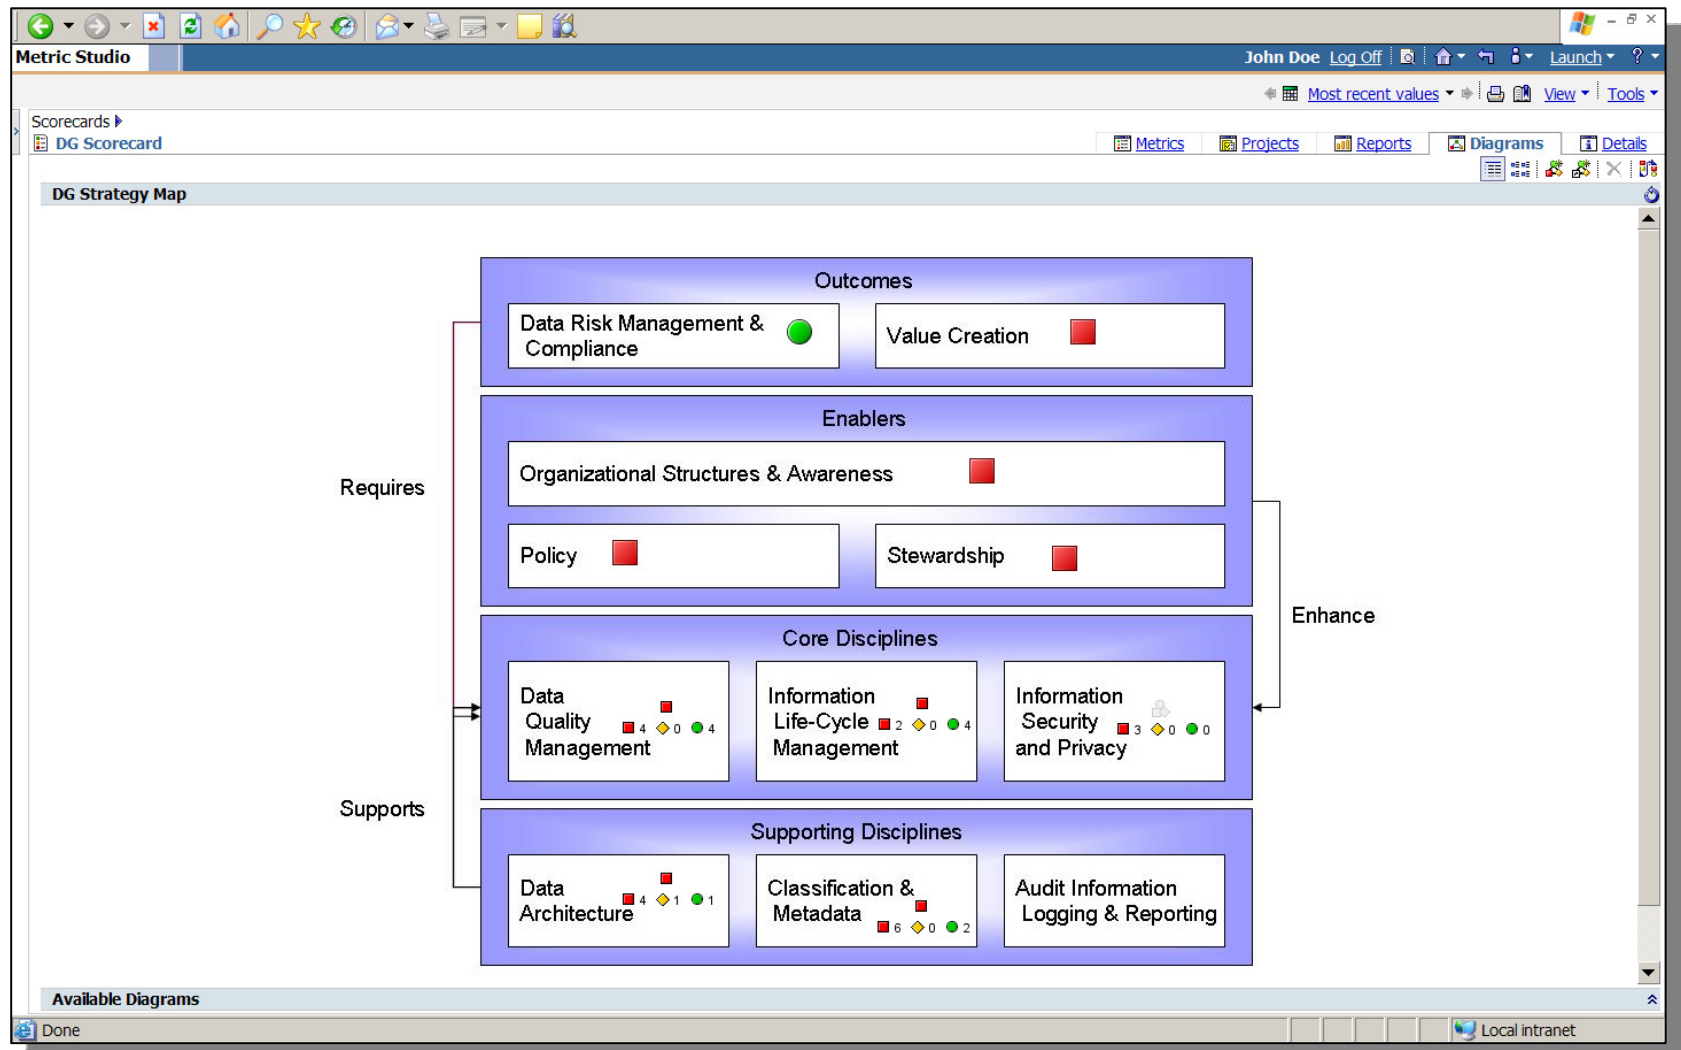 Metric Studio
John Doe Log Off Launch ?
Most recent values View Tools
Scorecards
DG Scorecard
Metrics Projects Reports Diagrams Details
DG Strategy Map
Outcomes
Data Risk Management &
Compliance
Value Creation
Enablers
Organizational Structures & Awareness
Requires
Policy
Stewardship
Enhance
Core Disciplines
Data
Quality
Management
4 0 4
Information
Life-Cycle
Management
2 0 4
Information
Security
and Privacy
3 0 0
Supports
Supporting Disciplines
Data
Architecture
4 1 1
Classification &
Metadata
6 0 2
Audit Information
Logging & Reporting
Available Diagrams
Done
Local intranet